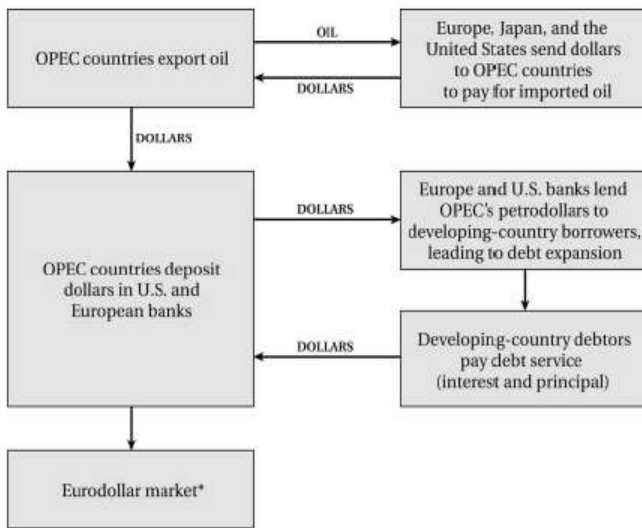 OPEC countries export oil
OIL
DOLLARS
Europe, Japan, and the
United States send dollars
to OPEC countries
to pay for imported oil
DOLLARS
OPEC countries deposit
dollars in U.S. and
European banks
DOLLARS
Europe and U.S. banks lend
OPEC's petrodollars to
developing-country borrowers,
leading to debt expansion
DOLLARS
Developing-country debtors
pay debt service
(interest and principal)
Eurodollar market*